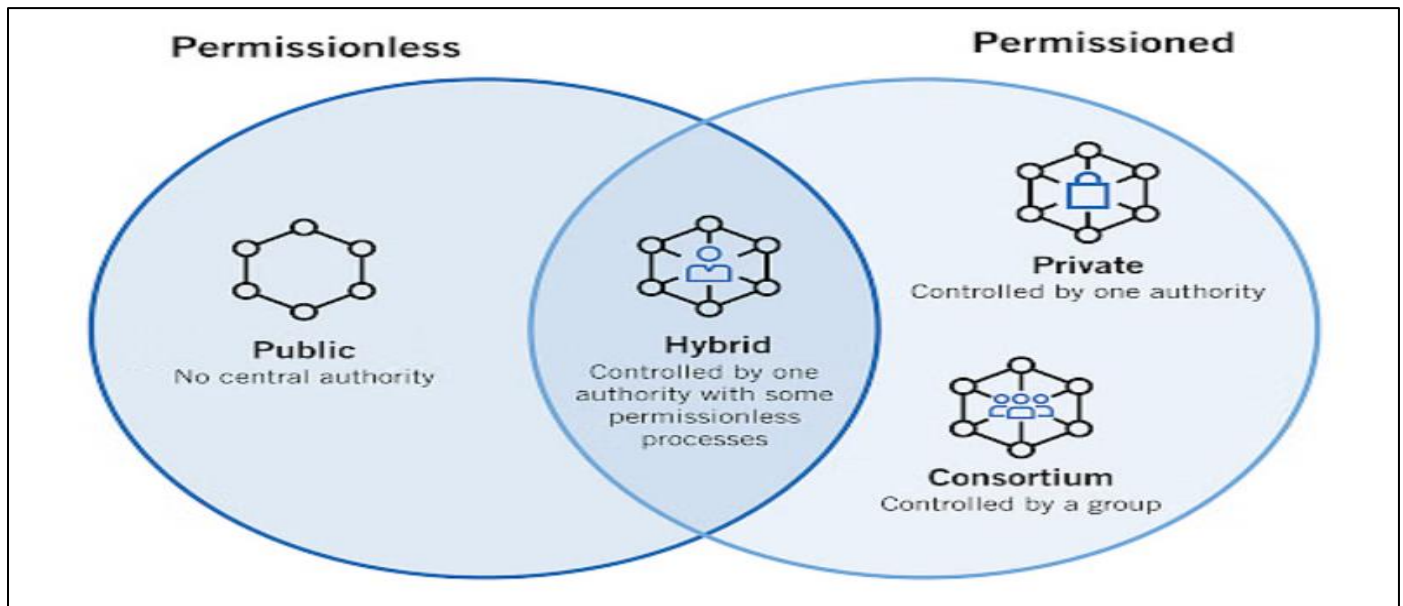 Permissionless
Permissioned
Public
No central authority
Hybrid
Controlled by one
authority with some
permissionless
processes
Private
Controlled by one authority
Consortium
Controlled by a group